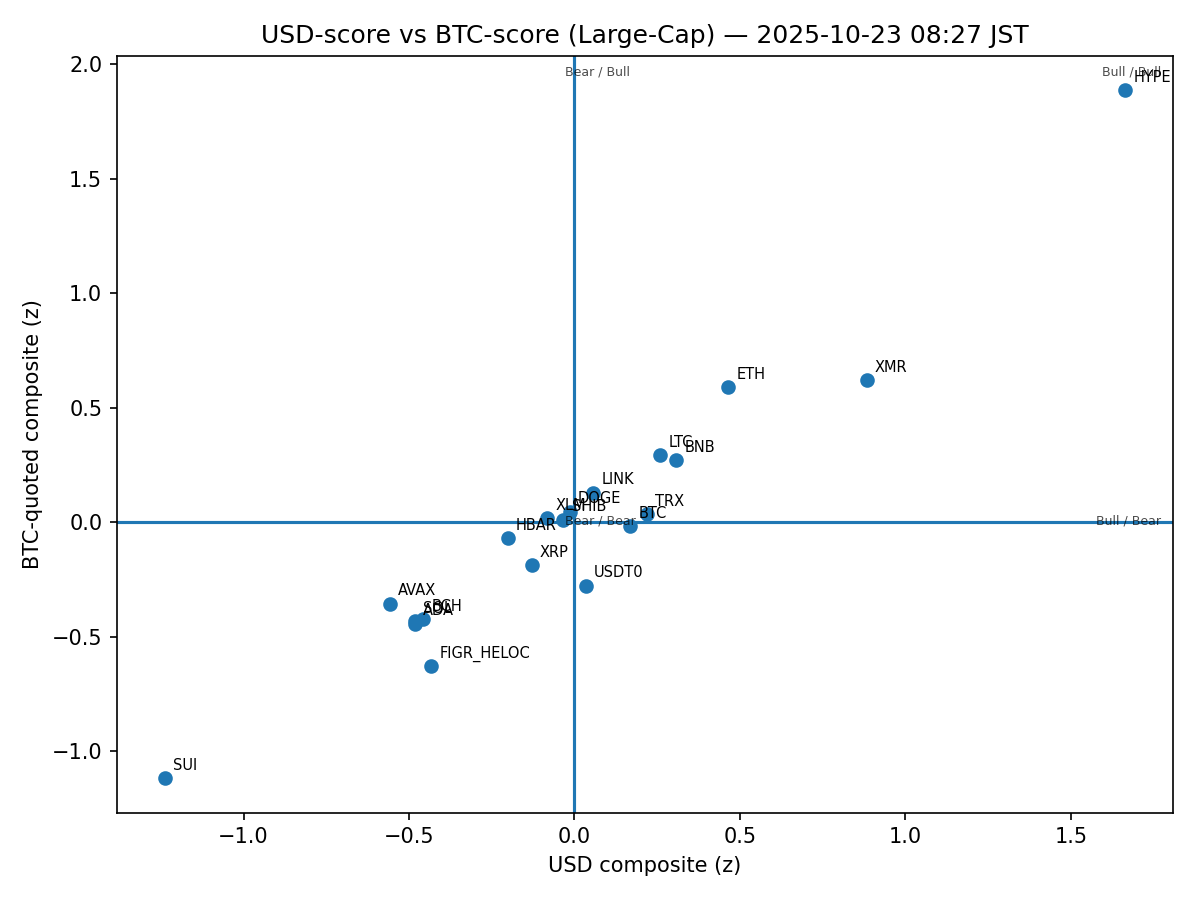 USD-score vs BTC-score (Large-Cap) — 2025-10-23 08:27 JST
2.0
Bear / Bull
Bull / Bull
HYPE
1.5
1.0
0.5
XMR
ETH
LTC
BNB
LINK
DOGE
XLM
SHIB
TRX
BTC
0.0
Bear / Bear
Bull / Bear
HBAR
XRP
USDT0
AVAX
BCH
SOL
ADA
−0.5
FIGR_HELOC
−1.0
SUI
−1.0
−0.5
0.0
0.5
1.0
1.5
USD composite (z)
BTC-quoted composite (z)